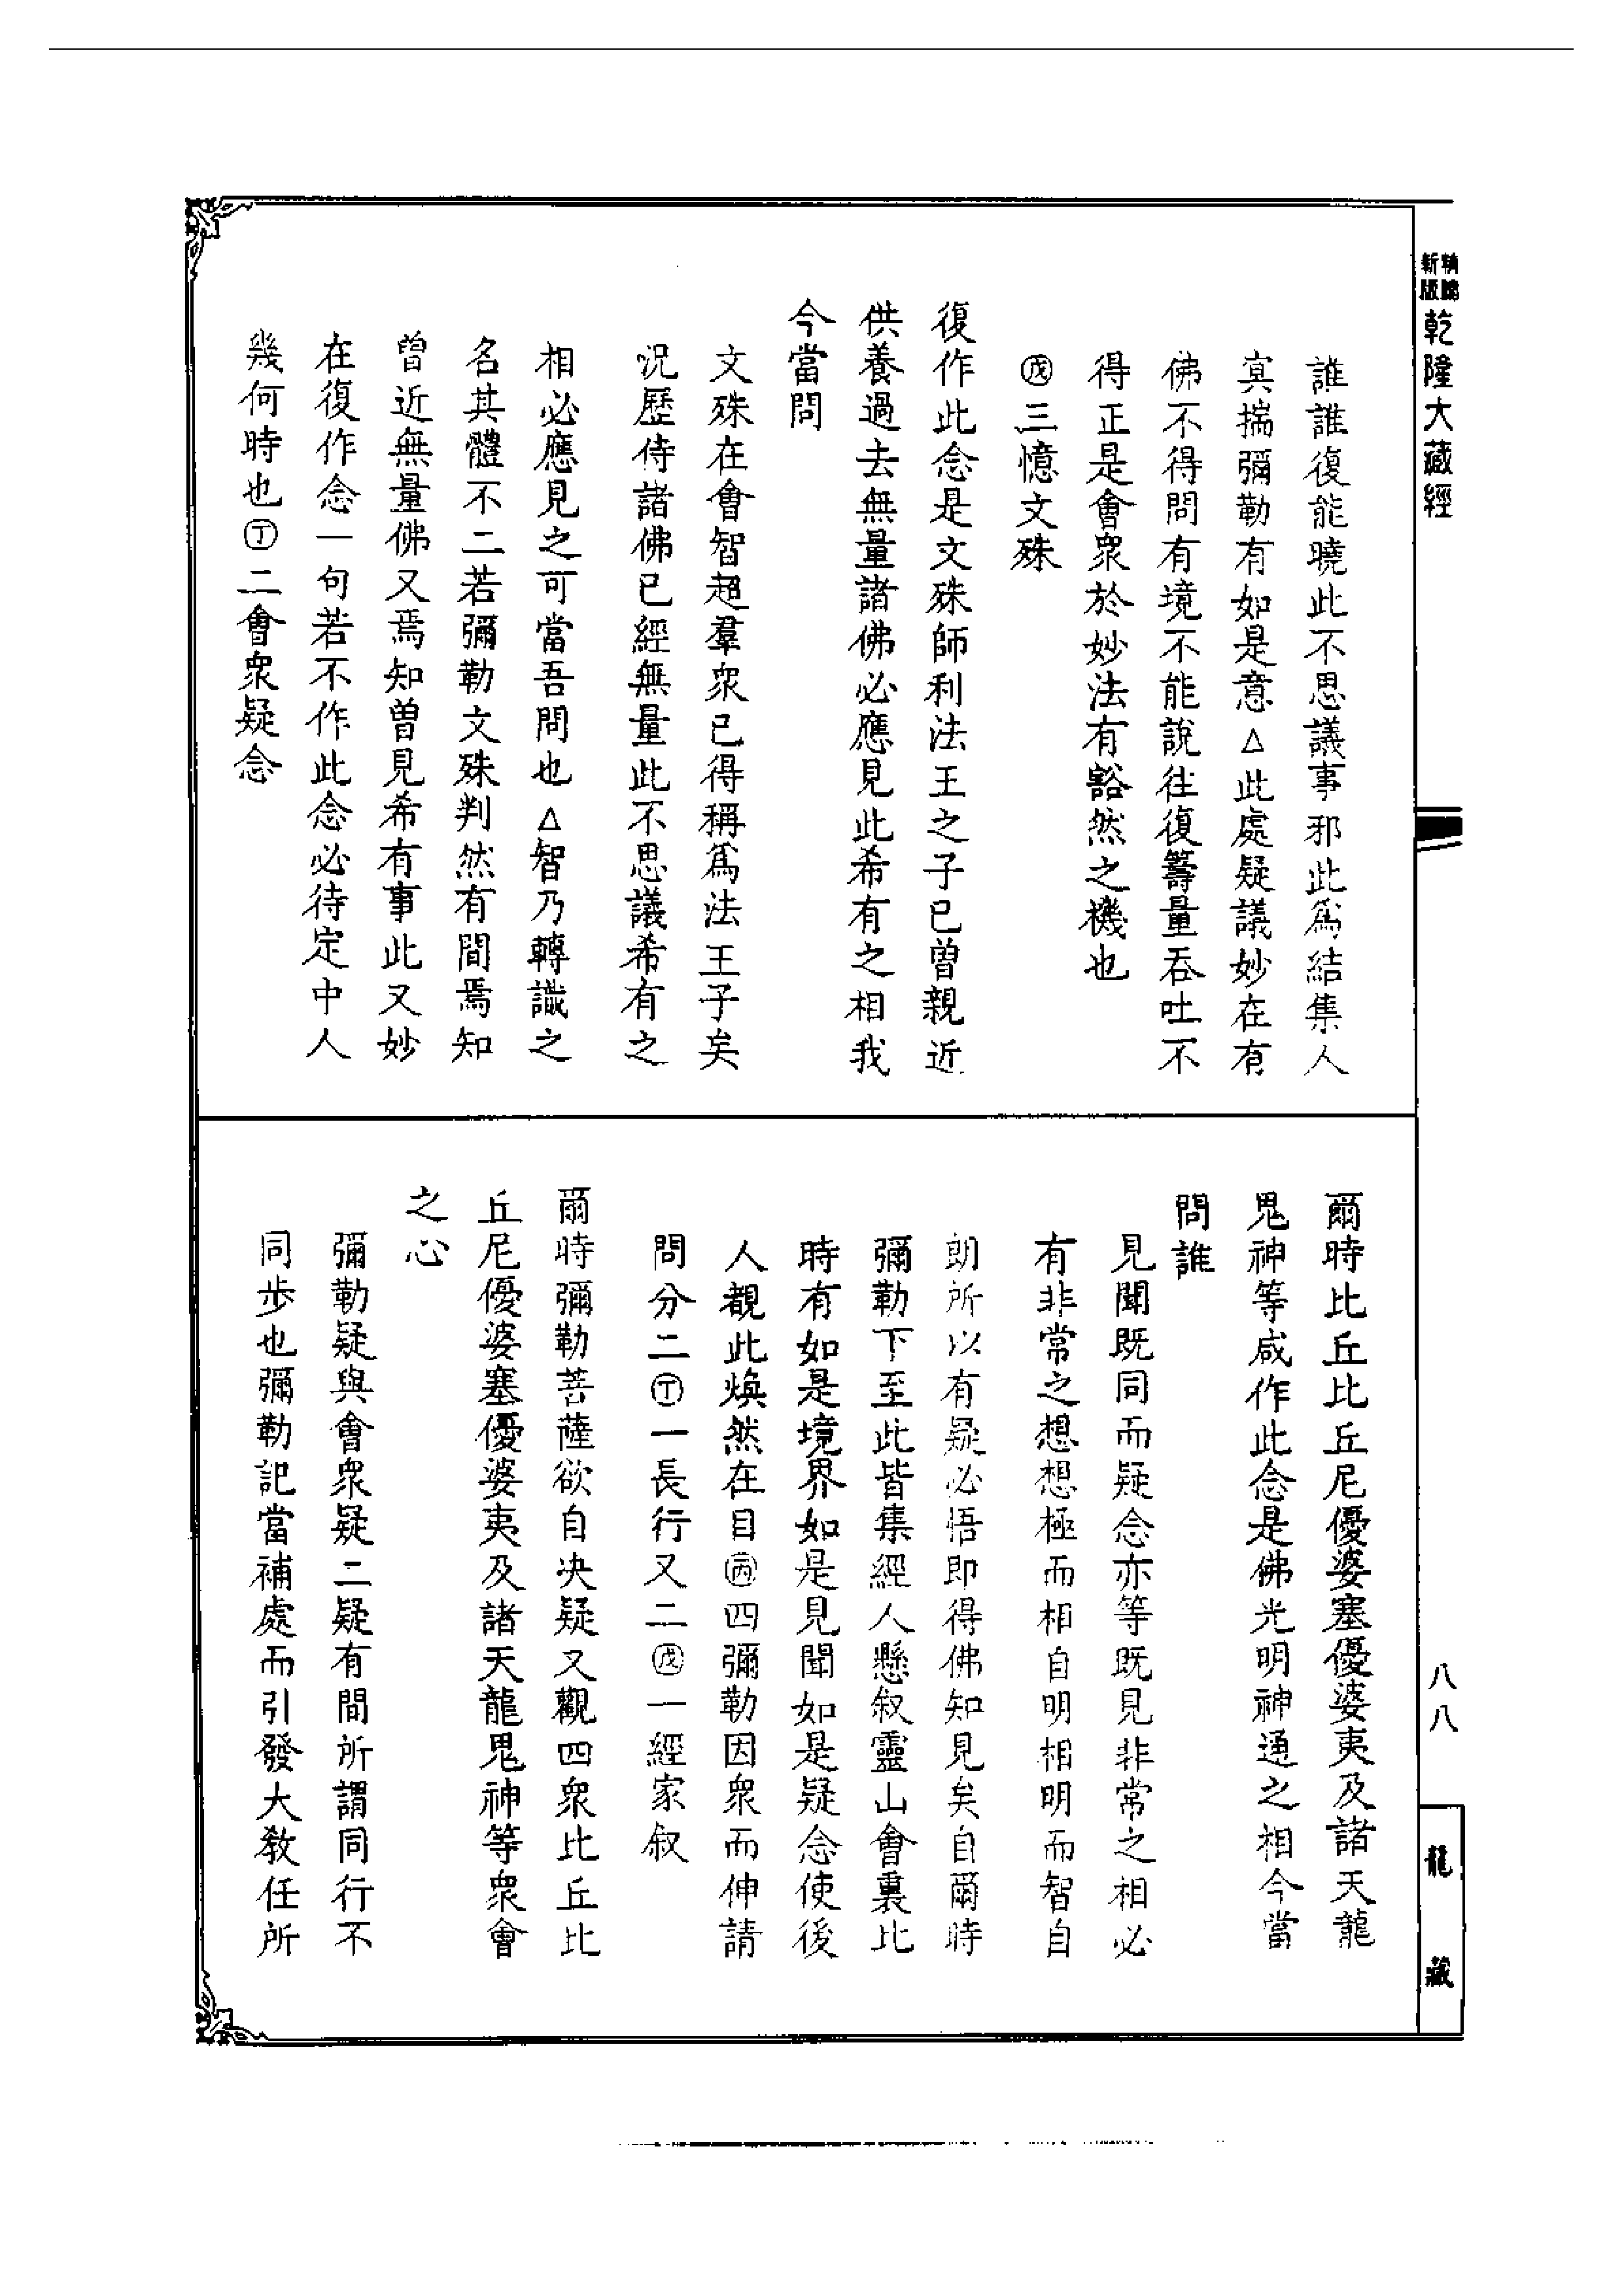 新版
精縮
乾隆大藏經
誰誰復能曉此不思議事邪此為結集人
寘揣彌勒有如是意△此處疑議妙在有
佛不得問有境不能說往復籌量吞吐不
得正是會眾於妙法有豁然之機也
㊅三憶文殊
復作此念是文殊師利法王之子已曾親近
供養過去無量諸佛必應見此希有之相我
今當問
文殊在會智超羣眾已得稱為法王子矣
況歷侍諸佛已經無量此不思議希有之
相必應見之可當吾問也△智乃轉識之
名其體不二若彌勒文殊判然有間焉知
曾近無量佛又焉知曾見希有事此又妙
在復作念一句若不作此念必待定中人
幾何時也㊀二會眾疑念
爾時比丘比丘尼優婆塞優婆夷及諸天龍
鬼神等咸作此念是佛光明神通之相今當
問誰
見聞既同而疑念亦等既見非常之相必
有非常之想想極而相自明相明而智自
朗所以有疑必悟即得佛知見矣自爾時
彌勒下至此皆集經人懸叙靈山會裏比
時有如是境界如是見聞如是疑念使後
人覩此煥然在目㊁四彌勒因眾而伸請
問分二㊀一長行又二㊅一經家叙
爾時彌勒菩薩欲自決疑又觀四眾比丘比
丘尼優婆塞優婆夷及諸天龍鬼神等眾會
之心
彌勒疑與會眾疑二疑有間所謂同行不
同步也彌勒記當補處而引發大教任所
八八
龍藏